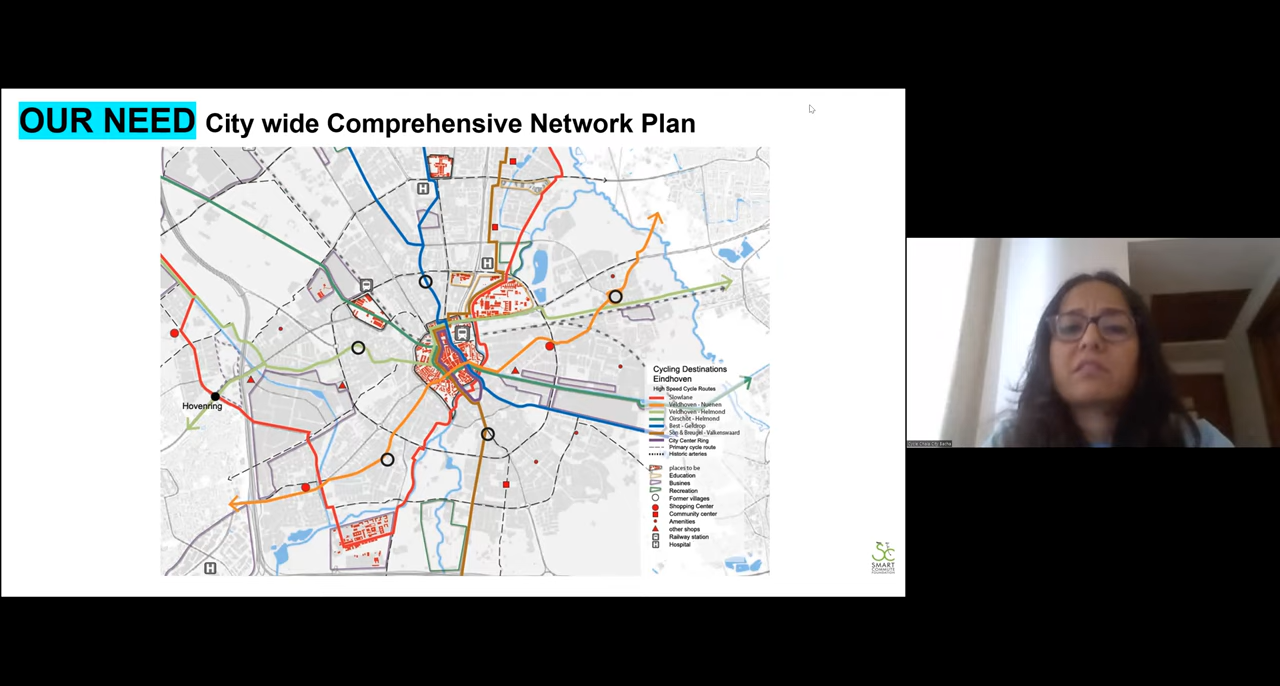 OUR NEED City wide Comprehensive Network Plan
Hovenring
Cycling Destinations
Eindhoven
High Speed Cycle Routes
Slowlane
Veldhoven - Nuenen
Veldhoven - Helmond
Oirschot - Helmond
Best - Geldrop
Son & Breugel - Valkenswaard
City Center Ring
Primary cycle route
Historic arteries
places to be
Education
Busines
Recreation
Former villages
Shopping Center
Community center
Amenities
other shops
Railway station
H Hospital
H
H
H
SC
SMART
COMMUTE
FOUNDATION